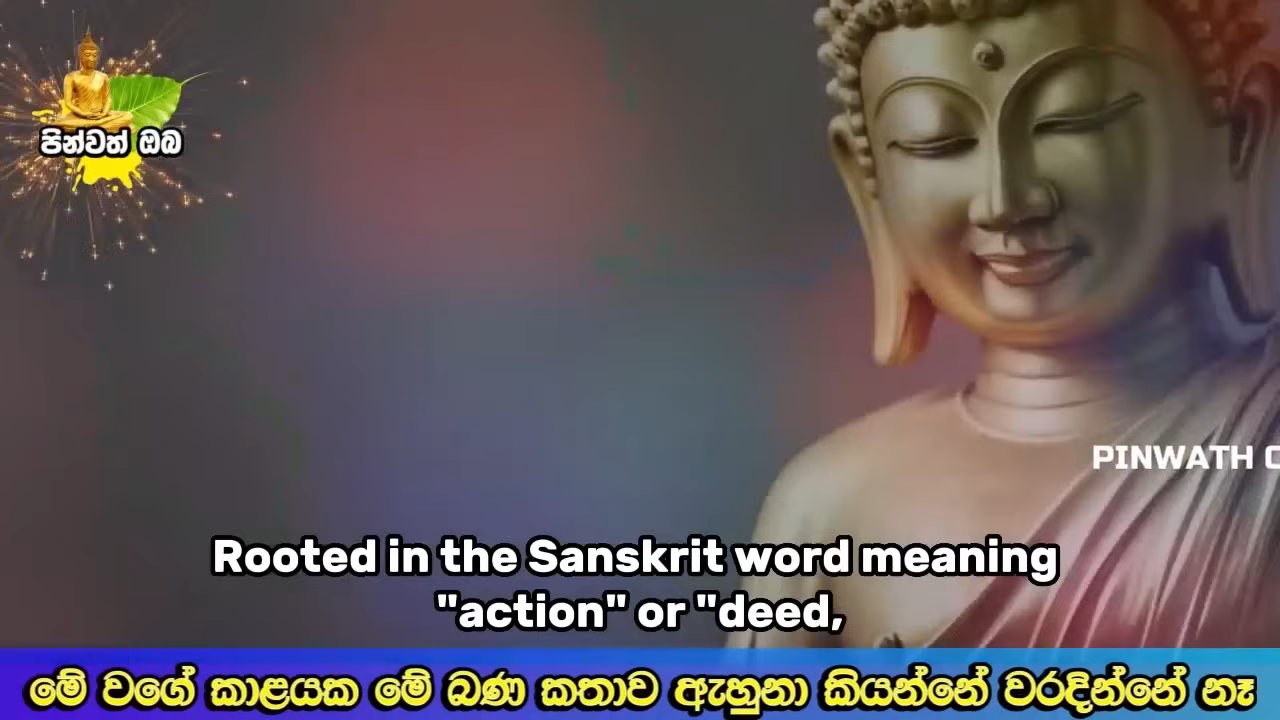 පින්වත් ඔබ
PINWATH
Rooted in the Sanskrit word meaning
"action" or "deed,
මේ වගේ කාළයක මේ බණ කතාව ඇහුනා කියන්නේ වරදින්නේ නෑ